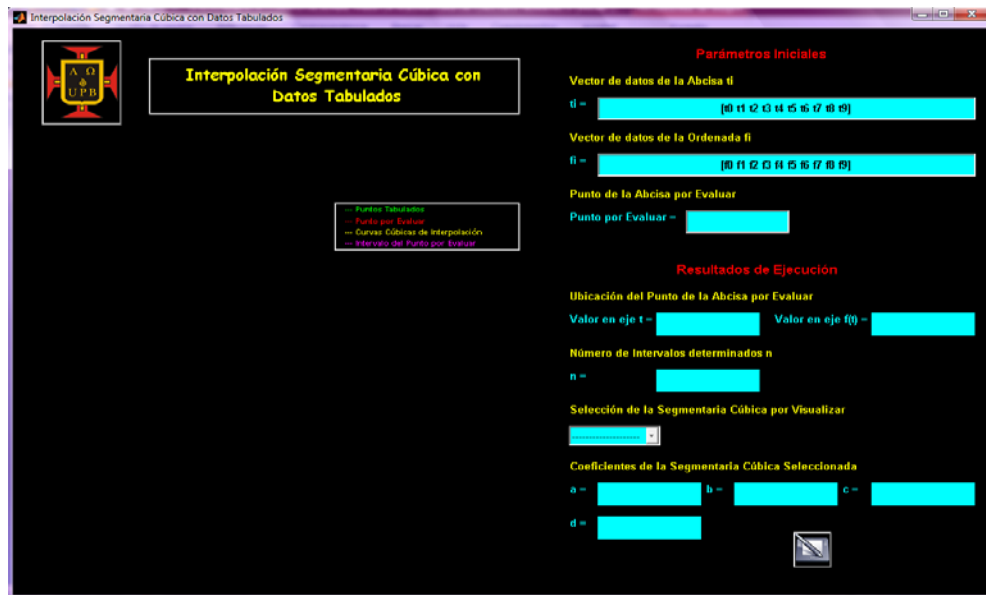 Interpolación Segmentaria Cúbica con Datos Tabulados
A Ω
UPB
Interpolación Segmentaria Cúbica con
Datos Tabulados
--- Puntos Tabulados
--- Punto por Evaluar
--- Curvas Cúbicas de Interpolación
--- Intervalo del Punto por Evaluar
Parámetros Iniciales
Vector de datos de la Abcisa ti
ti = [t0 t1 t2 t3 t4 t5 t6 t7 t8 t9]
Vector de datos de la Ordenada fi
fi = [f0 f1 f2 f3 f4 f5 f6 f7 f8 f9]
Punto de la Abcisa por Evaluar
Punto por Evaluar =
Resultados de Ejecución
Ubicación del Punto de la Abcisa por Evaluar
Valor en eje t = Valor en eje f(t) =
Número de Intervalos determinados n
n =
Selección de la Segmentaria Cúbica por Visualizar
Coeficientes de la Segmentaria Cúbica Seleccionada
a = b = c =
d =